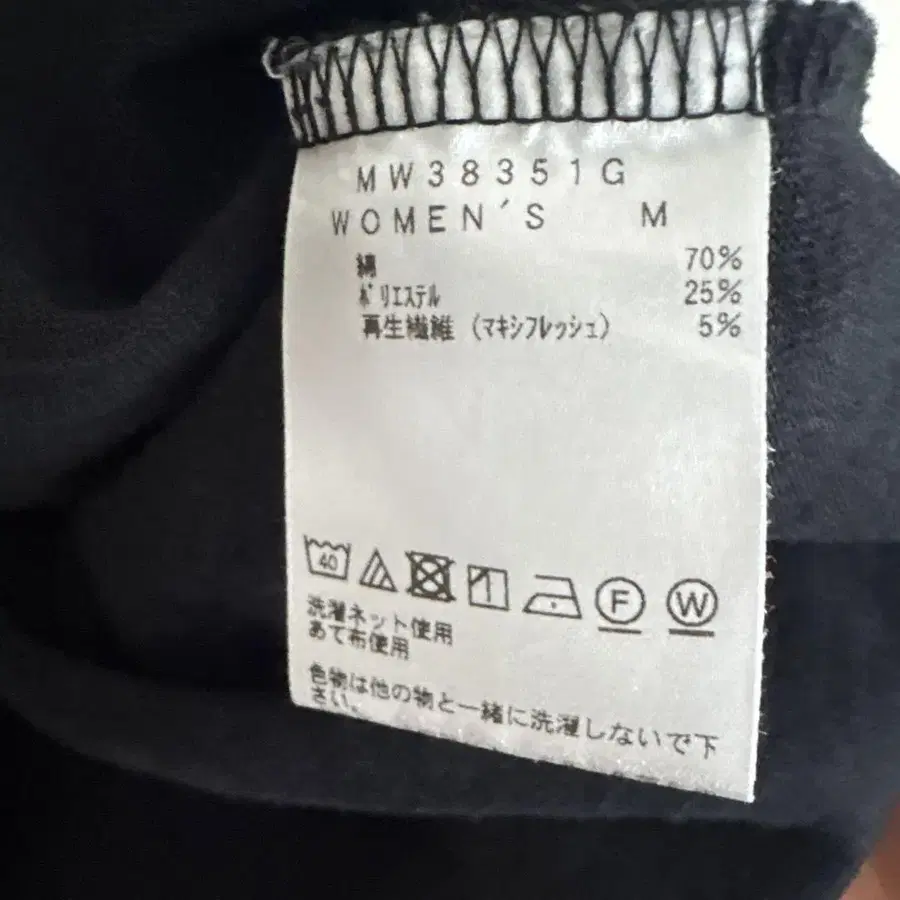 MW38351G
WOMEN'S M
綿 70%
ポリエステル 25%
再生繊維(マキシフレッシュ) 5%
40 F W
洗濯ネット使用
あて布使用
色物は他の物と一緒に洗濯しないで下
さい。